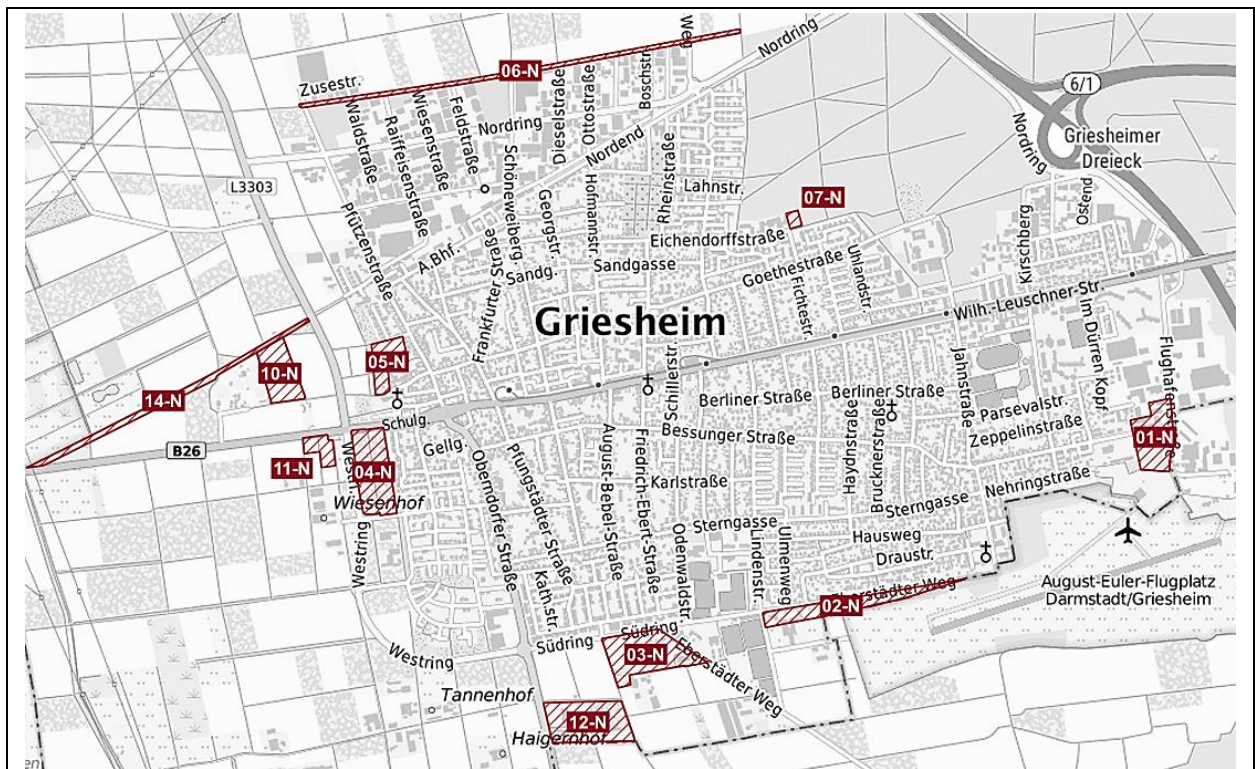 Weg
Nordring
Zusestr.
06-N
Boschstr.
6/1
Waldstraße
Raiffeisenstraße
Wiesenstraße
Feldstraße
Nordring
Dieselstraße
Ottostraße
Nordend
Nordring
Griesheimer
Dreieck
L3303
Schöneweiberg.
Georgstr.
Hofmannstr.
Rheinstraße
Lahnstr.
07-N
Ostend
Kirschberg
Pfützenstraße
A.Bhf.
Frankfurter Straße
Sandg.
Sandgasse
Eichendorffstraße
Goethestraße
Uhlandstr.
Fichtestr.
Wilh.-Leuschner-Str.
Griesheim
05-N
10-N
14-N
Schillerstr.
Im Dürren Kopf
Flughafenstraße
Jahnstraße
Berliner Straße
Berliner Straße
Parsevalstr.
Zeppelinstraße
01-N
B26
Schulg.
Gellg.
Bessunger Straße
Haydnstraße
Brucknerstraße
11-N
04-N
Wiesenhof
Westring
Oberndorfer Straße
Pfungstädter Straße
August-Bebel-Straße
Friedrich-Ebert-Straße
Karlstraße
Nehringstraße
Sterngasse
Sterngasse
Hausweg
Draustr.
Odenwaldstr.
Lindenstr.
Ulmenweg
Kath.str.
August-Euler-Flugplatz
Darmstadt/Griesheim
Eberstädter Weg
02-N
Südring
Südring
03-N
Eberstädter Weg
Westring
Tannenhof
12-N
Haigernhof